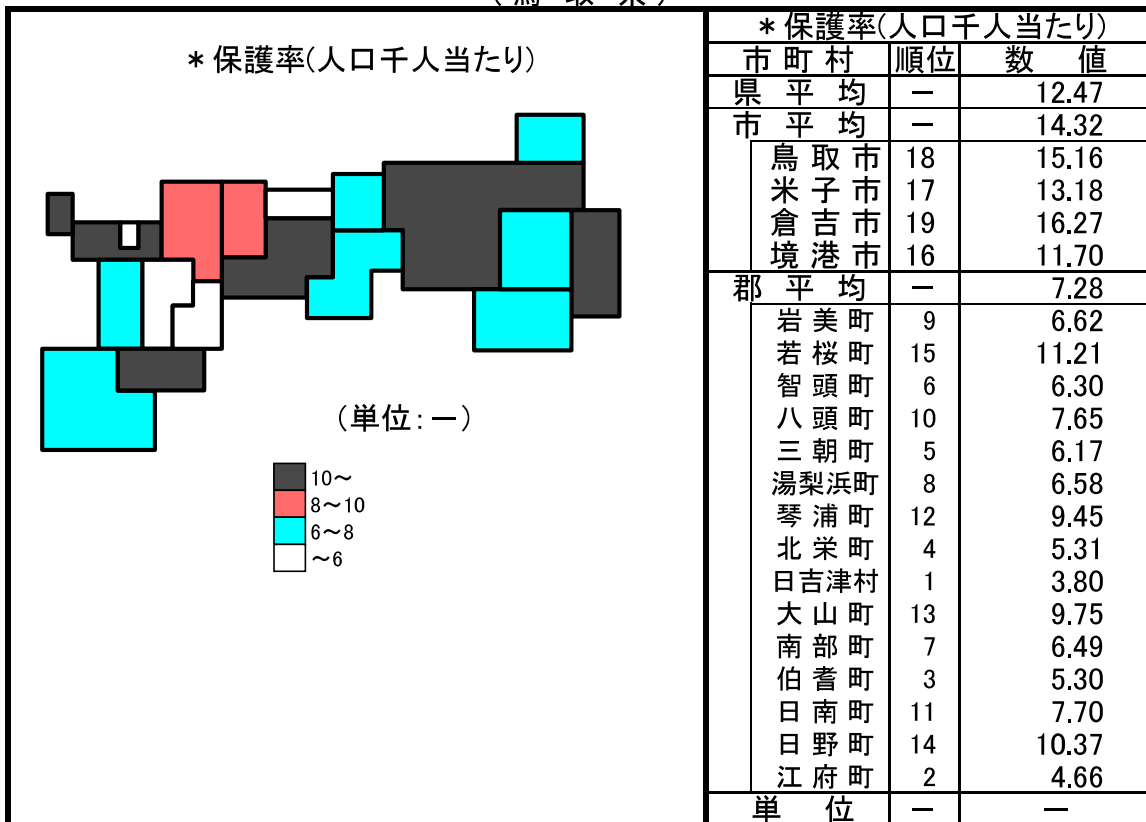 (鳥取県)
*保護率(人口千人当たり)
(単位:―)
10~
8~10
6~8
~6
*保護率(人口千人当たり)
市町村 順位 数 値
県平均 ― 12.47
市平均 ― 14.32
鳥取市 18 15.16
米子市 17 13.18
倉吉市 19 16.27
境港市 16 11.70
郡平均 ― 7.28
岩美町 9 6.62
若桜町 15 11.21
智頭町 6 6.30
八頭町 10 7.65
三朝町 5 6.17
湯梨浜町 8 6.58
琴浦町 12 9.45
北栄町 4 5.31
日吉津村 1 3.80
大山町 13 9.75
南部町 7 6.49
伯耆町 3 5.30
日南町 11 7.70
日野町 14 10.37
江府町 2 4.66
単 位 ― ―